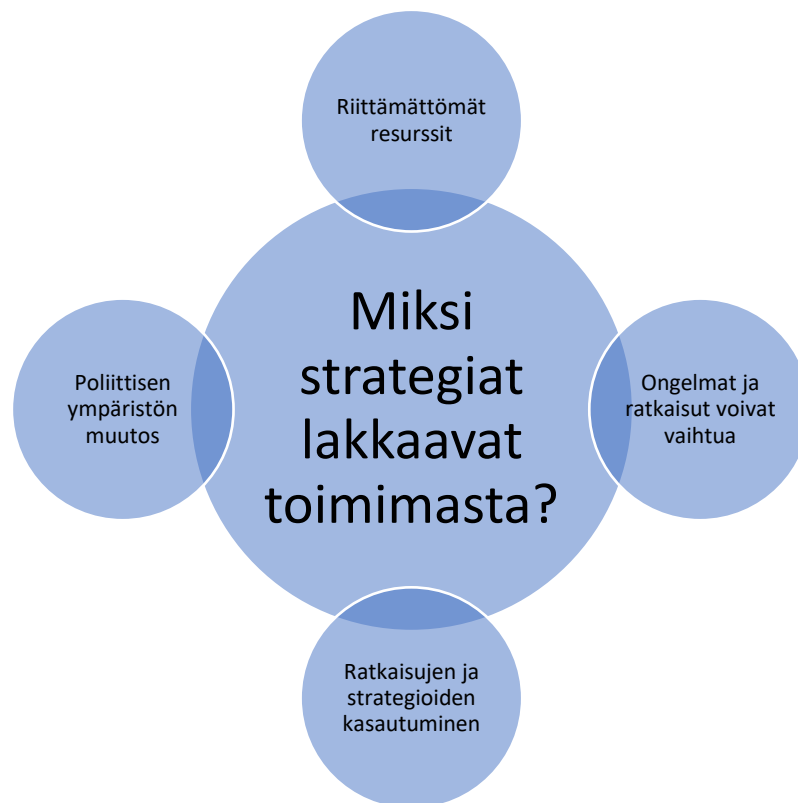 Riittämättömät
resurssit
Miksi
strategiat
lakkaavat
toimimasta?
Poliittisen
ympäristön
muutos
Ongelmat ja
ratkaisut voivat
vaihtua
Ratkaisujen ja
strategioiden
kasautuminen